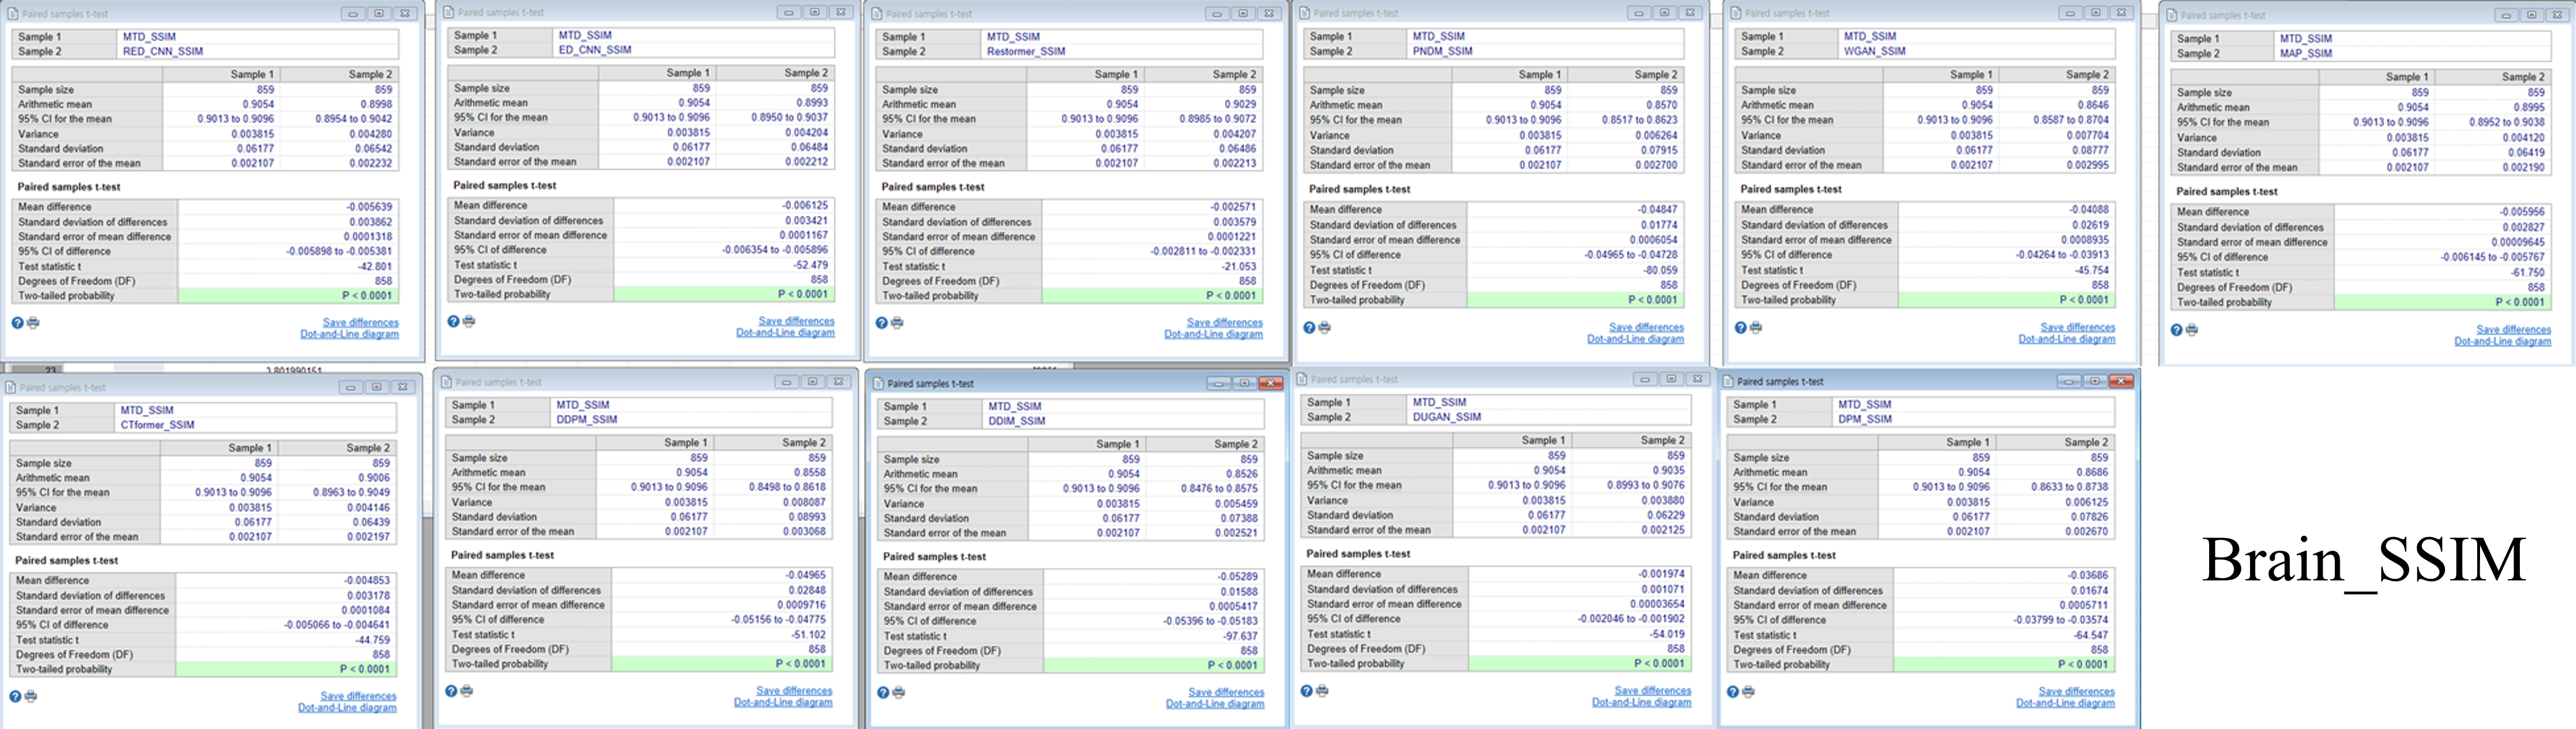 Paired samples t-test
Sample 1 MTD_SSIM
Sample 2 RED_CNN_SSIM
Sample 1 Sample 2
Sample size 859 859
Arithmetic mean 0.9054 0.8998
95% CI for the mean 0.9013 to 0.9096 0.8954 to 0.9042
Variance 0.003815 0.004280
Standard deviation 0.06177 0.06542
Standard error of the mean 0.002107 0.002232
Paired samples t-test
Mean difference -0.005639
Standard deviation of differences 0.003862
Standard error of mean difference 0.0001318
95% CI of difference -0.005898 to -0.005381
Test statistic t -42.801
Degrees of Freedom (DF) 858
Two-tailed probability P < 0.0001
Save differences
Dot-and-Line diagram
Paired samples t-test
Sample 1 MTD_SSIM
Sample 2 ED_CNN_SSIM
Sample 1 Sample 2
Sample size 859 859
Arithmetic mean 0.9054 0.8993
95% CI for the mean 0.9013 to 0.9096 0.8950 to 0.9037
Variance 0.003815 0.004204
Standard deviation 0.06177 0.06484
Standard error of the mean 0.002107 0.002212
Paired samples t-test
Mean difference -0.006125
Standard deviation of differences 0.003421
Standard error of mean difference 0.0001167
95% CI of difference -0.006354 to -0.005896
Test statistic t -52.479
Degrees of Freedom (DF) 858
Two-tailed probability P < 0.0001
Save differences
Dot-and-Line diagram
Paired samples t-test
Sample 1 MTD_SSIM
Sample 2 Restormer_SSIM
Sample 1 Sample 2
Sample size 859 859
Arithmetic mean 0.9054 0.9029
95% CI for the mean 0.9013 to 0.9096 0.8985 to 0.9072
Variance 0.003815 0.004207
Standard deviation 0.06177 0.06486
Standard error of the mean 0.002107 0.002213
Paired samples t-test
Mean difference -0.002571
Standard deviation of differences 0.003579
Standard error of mean difference 0.0001221
95% CI of difference -0.002811 to -0.002331
Test statistic t -21.053
Degrees of Freedom (DF) 858
Two-tailed probability P < 0.0001
Save differences
Dot-and-Line diagram
Paired samples t-test
Sample 1 MTD_SSIM
Sample 2 PNDM_SSIM
Sample 1 Sample 2
Sample size 859 859
Arithmetic mean 0.9054 0.8570
95% CI for the mean 0.9013 to 0.9096 0.8517 to 0.8623
Variance 0.003815 0.006264
Standard deviation 0.06177 0.07915
Standard error of the mean 0.002107 0.002700
Paired samples t-test
Mean difference -0.04847
Standard deviation of differences 0.01774
Standard error of mean difference 0.0006054
95% CI of difference -0.04965 to -0.04728
Test statistic t -80.059
Degrees of Freedom (DF) 858
Two-tailed probability P < 0.0001
Save differences
Dot-and-Line diagram
Paired samples t-test
Sample 1 MTD_SSIM
Sample 2 WGAN_SSIM
Sample 1 Sample 2
Sample size 859 859
Arithmetic mean 0.9054 0.8646
95% CI for the mean 0.9013 to 0.9096 0.8587 to 0.8704
Variance 0.003815 0.007704
Standard deviation 0.06177 0.08777
Standard error of the mean 0.002107 0.002995
Paired samples t-test
Mean difference -0.04088
Standard deviation of differences 0.02619
Standard error of mean difference 0.0008935
95% CI of difference -0.04264 to -0.03913
Test statistic t -45.754
Degrees of Freedom (DF) 858
Two-tailed probability P < 0.0001
Save differences
Dot-and-Line diagram
Paired samples t-test
Sample 1 MTD_SSIM
Sample 2 MAP_SSIM
Sample 1 Sample 2
Sample size 859 859
Arithmetic mean 0.9054 0.8995
95% CI for the mean 0.9013 to 0.9096 0.8952 to 0.9038
Variance 0.003815 0.004120
Standard deviation 0.06177 0.06419
Standard error of the mean 0.002107 0.002190
Paired samples t-test
Mean difference -0.005956
Standard deviation of differences 0.002827
Standard error of mean difference 0.00009645
95% CI of difference -0.006145 to -0.005767
Test statistic t -61.750
Degrees of Freedom (DF) 858
Two-tailed probability P < 0.0001
Save differences
Dot-and-Line diagram
Paired samples t-test
Sample 1 MTD_SSIM
Sample 2 CTformer_SSIM
Sample 1 Sample 2
Sample size 859 859
Arithmetic mean 0.9054 0.9006
95% CI for the mean 0.9013 to 0.9096 0.8963 to 0.9049
Variance 0.003815 0.004146
Standard deviation 0.06177 0.06439
Standard error of the mean 0.002107 0.002197
Paired samples t-test
Mean difference -0.004853
Standard deviation of differences 0.003178
Standard error of mean difference 0.0001084
95% CI of difference -0.005066 to -0.004641
Test statistic t -44.759
Degrees of Freedom (DF) 858
Two-tailed probability P < 0.0001
Save differences
Dot-and-Line diagram
Paired samples t-test
Sample 1 MTD_SSIM
Sample 2 DDPM_SSIM
Sample 1 Sample 2
Sample size 859 859
Arithmetic mean 0.9054 0.8558
95% CI for the mean 0.9013 to 0.9096 0.8498 to 0.8618
Variance 0.003815 0.008087
Standard deviation 0.06177 0.08993
Standard error of the mean 0.002107 0.003068
Paired samples t-test
Mean difference -0.04965
Standard deviation of differences 0.02848
Standard error of mean difference 0.0009716
95% CI of difference -0.05156 to -0.04775
Test statistic t -51.102
Degrees of Freedom (DF) 858
Two-tailed probability P < 0.0001
Save differences
Dot-and-Line diagram
Paired samples t-test
Sample 1 MTD_SSIM
Sample 2 DDIM_SSIM
Sample 1 Sample 2
Sample size 859 859
Arithmetic mean 0.9054 0.8526
95% CI for the mean 0.9013 to 0.9096 0.8476 to 0.8575
Variance 0.003815 0.005459
Standard deviation 0.06177 0.07388
Standard error of the mean 0.002107 0.002521
Paired samples t-test
Mean difference -0.05289
Standard deviation of differences 0.01588
Standard error of mean difference 0.0005417
95% CI of difference -0.05396 to -0.05183
Test statistic t -97.637
Degrees of Freedom (DF) 858
Two-tailed probability P < 0.0001
Save differences
Dot-and-Line diagram
Paired samples t-test
Sample 1 MTD_SSIM
Sample 2 DUGAN_SSIM
Sample 1 Sample 2
Sample size 859 859
Arithmetic mean 0.9054 0.9035
95% CI for the mean 0.9013 to 0.9096 0.8993 to 0.9076
Variance 0.003815 0.003880
Standard deviation 0.06177 0.06229
Standard error of the mean 0.002107 0.002125
Paired samples t-test
Mean difference -0.001974
Standard deviation of differences 0.001071
Standard error of mean difference 0.00003654
95% CI of difference -0.002046 to -0.001902
Test statistic t -54.019
Degrees of Freedom (DF) 858
Two-tailed probability P < 0.0001
Save differences
Dot-and-Line diagram
Paired samples t-test
Sample 1 MTD_SSIM
Sample 2 DPM_SSIM
Sample 1 Sample 2
Sample size 859 859
Arithmetic mean 0.9054 0.8686
95% CI for the mean 0.9013 to 0.9096 0.8633 to 0.8738
Variance 0.003815 0.006125
Standard deviation 0.06177 0.07826
Standard error of the mean 0.002107 0.002670
Paired samples t-test
Mean difference -0.03686
Standard deviation of differences 0.01674
Standard error of mean difference 0.0005711
95% CI of difference -0.03799 to -0.03574
Test statistic t -64.547
Degrees of Freedom (DF) 858
Two-tailed probability P < 0.0001
Save differences
Dot-and-Line diagram
Brain_SSIM